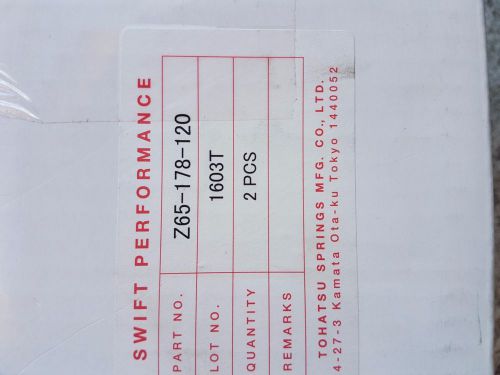 SWIFT PERFORMANCE
PART NO. Z65-178-120
LOT NO. 1603T
QUANTITY 2 PCS
REMARKS
TOHATSU SPRINGS MFG. CO., LTD.
4-27-3 Kamata Ota-ku Tokyo 1440052